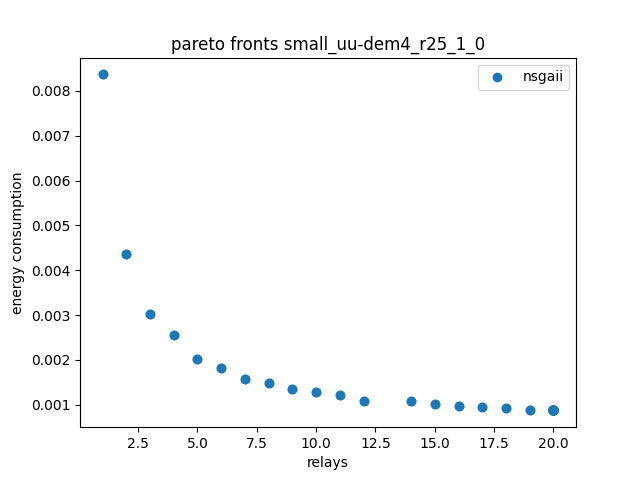 pareto fronts small_uu-dem4_r25_1_0
nsgaii
energy consumption
0.008
0.007
0.006
0.005
0.004
0.003
0.002
0.001
2.5 5.0 7.5 10.0 12.5 15.0 17.5 20.0
relays